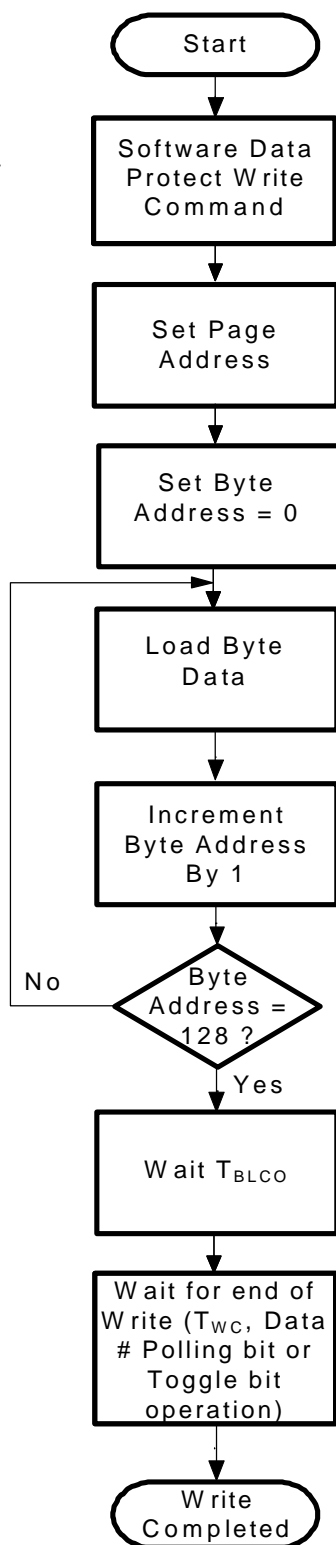 Start
Software Data
Protect Write
Command
Set Page
Address
Set Byte
Address = 0
Load Byte
Data
Increment
Byte Address
By 1
No
Byte
Address =
128 ?
Yes
Wait T_BLCO
Wait for end of
Write (T_WC, Data
# Polling bit or
Toggle bit
operation)
Write
Completed